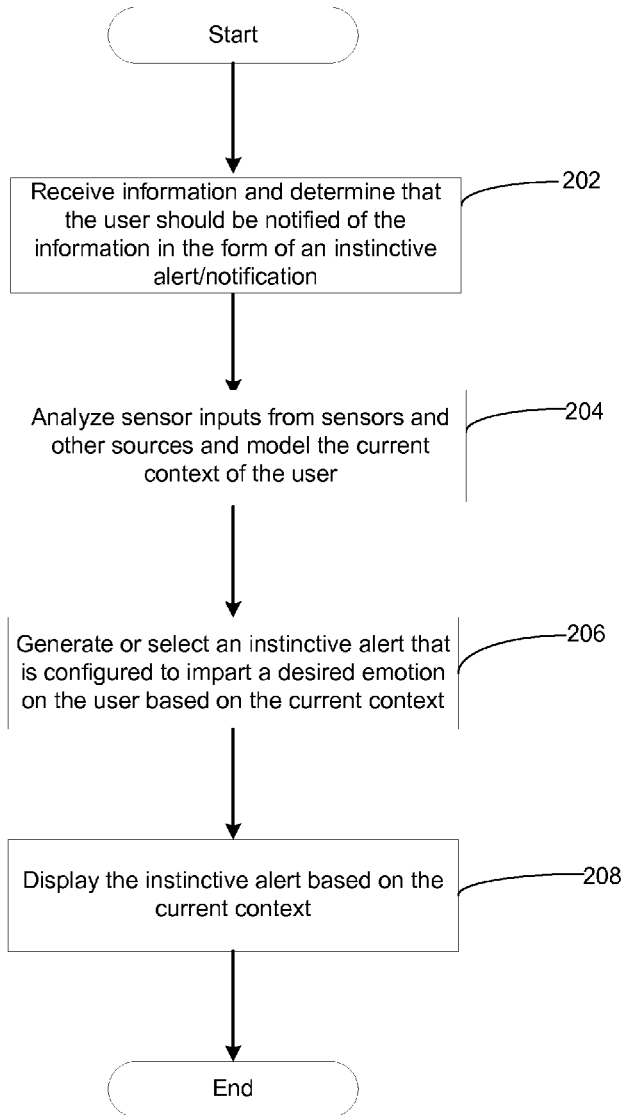 Start
Receive information and determine that
the user should be notified of the
information in the form of an instinctive
alert/notification
202
Analyze sensor inputs from sensors and
other sources and model the current
context of the user
204
Generate or select an instinctive alert that
is configured to impart a desired emotion
on the user based on the current context
206
Display the instinctive alert based on the
current context
208
End